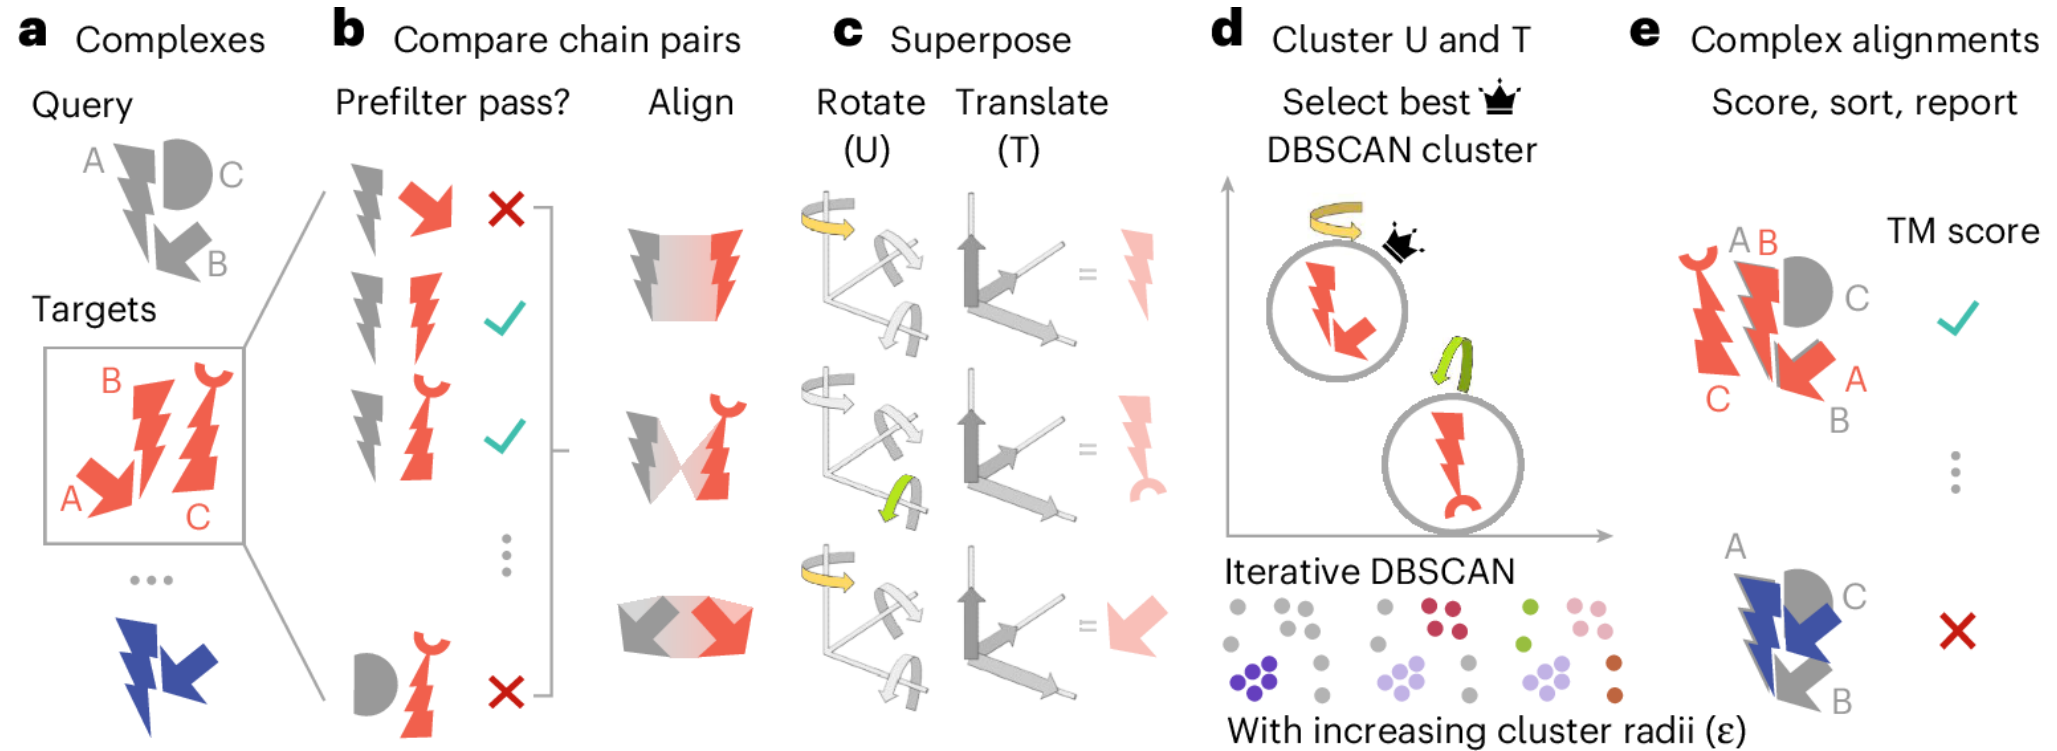 a Complexes
Query
A
C
B
Targets
B
A
C
b Compare chain pairs
Prefilter pass?
Align
c Superpose
Rotate
(U)
Translate
(T)
=
=
=
d Cluster U and T
Select best
DBSCAN cluster
Iterative DBSCAN
With increasing cluster radii (ε)
e Complex alignments
Score, sort, report
TM score
A B
C
A
C
B
A
C
B